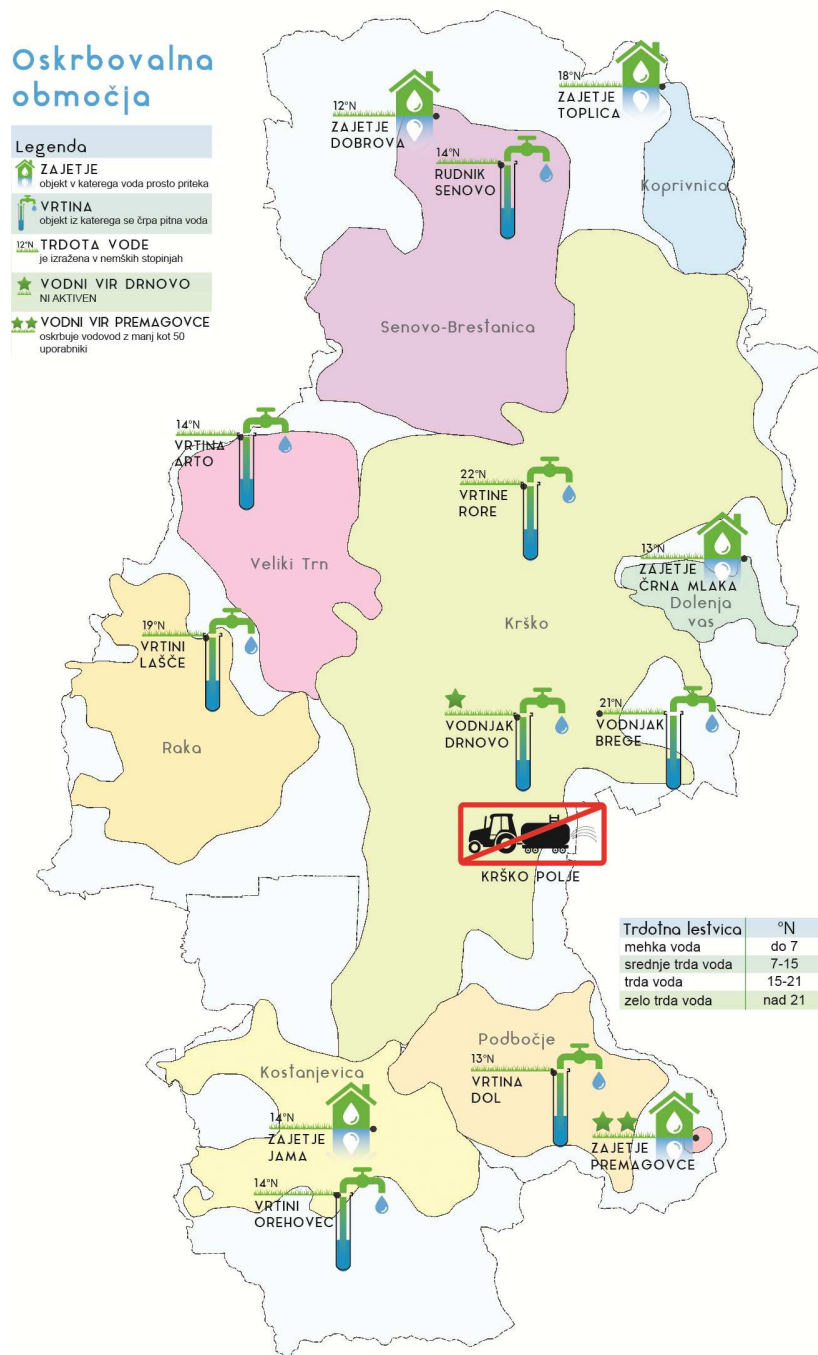 Oskrbovalna
območja
Legenda
ZAJETJE
objekt v katerega voda prosto priteka
VRTINA
objekt iz katerega se črpa pitna voda
12°N TRDOTA VODE
je izražena v nemških stopinjah
VODNI VIR DRNOVO
NI AKTIVEN
VODNI VIR PREMAGOVCE
oskrbuje vodovod z manj kot 50
uporabniki
12°N
ZAJETJE
DOBROVA
18°N
ZAJETJE
TOPLICA
14°N
RUDNIK
SENOVO
Koprivnica
Senovo-Brestanica
14°N
VRTINA
ARTO
22°N
VRTINE
RORE
Veliki Trn
13°N
ZAJETJE
ČRNA MLAKA
Dolenja
vas
Krško
19°N
VRTINI
LAŠČE
Raka
VODNJAK
DRNOVO
21°N
VODNJAK
BREGE
KRŠKO POLJE
Trdotna lestvica °N
mehka voda do 7
srednje trda voda 7-15
trda voda 15-21
zelo trda voda nad 21
Podbočje
13°N
VRTINA
DOL
Kostanjevica
14°N
ZAJETJE
JAMA
ZAJETJE
PREMAGOVCE
14°N
VRTINI
OREHOVEC